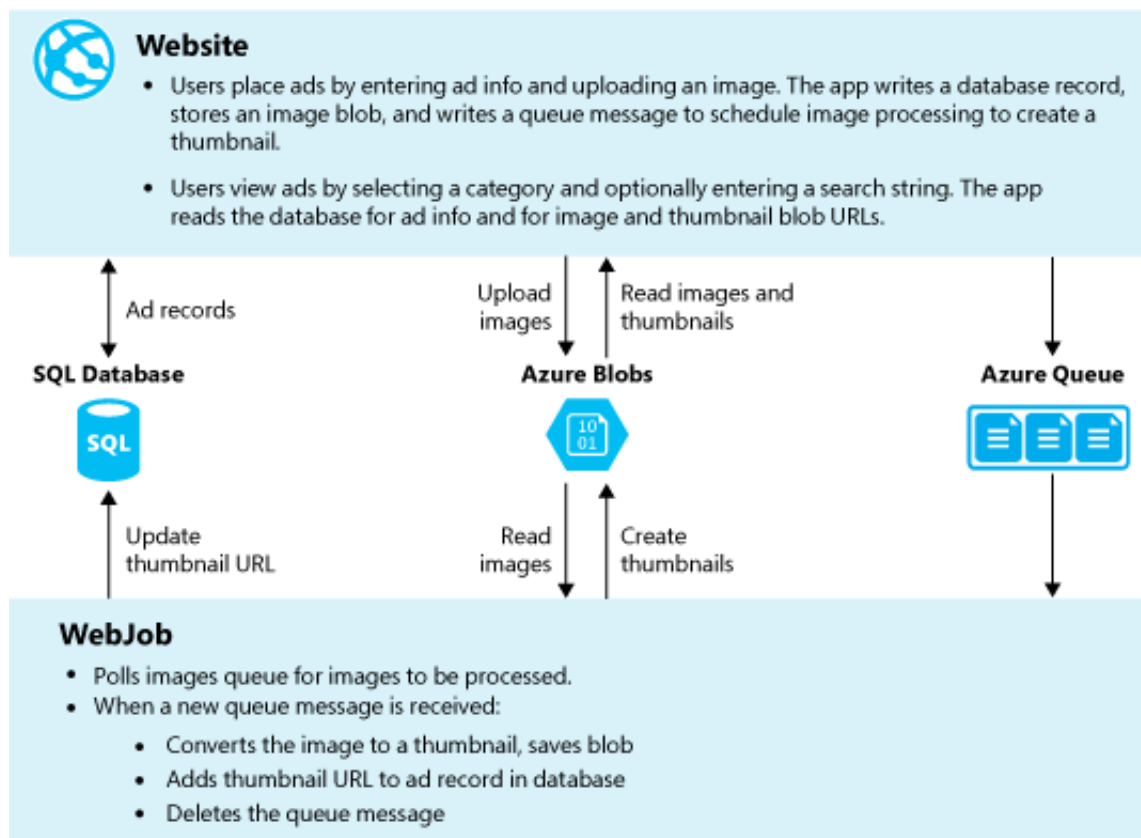 Website
• Users place ads by entering ad info and uploading an image. The app writes a database record,
stores an image blob, and writes a queue message to schedule image processing to create a
thumbnail.
• Users view ads by selecting a category and optionally entering a search string. The app
reads the database for ad info and for image and thumbnail blob URLs.
Ad records
Upload
images
Read images and
thumbnails
SQL Database
Azure Blobs
Azure Queue
SQL
10
01
Update
thumbnail URL
Read
images
Create
thumbnails
WebJob
• Polls images queue for images to be processed.
• When a new queue message is received:
• Converts the image to a thumbnail, saves blob
• Adds thumbnail URL to ad record in database
• Deletes the queue message